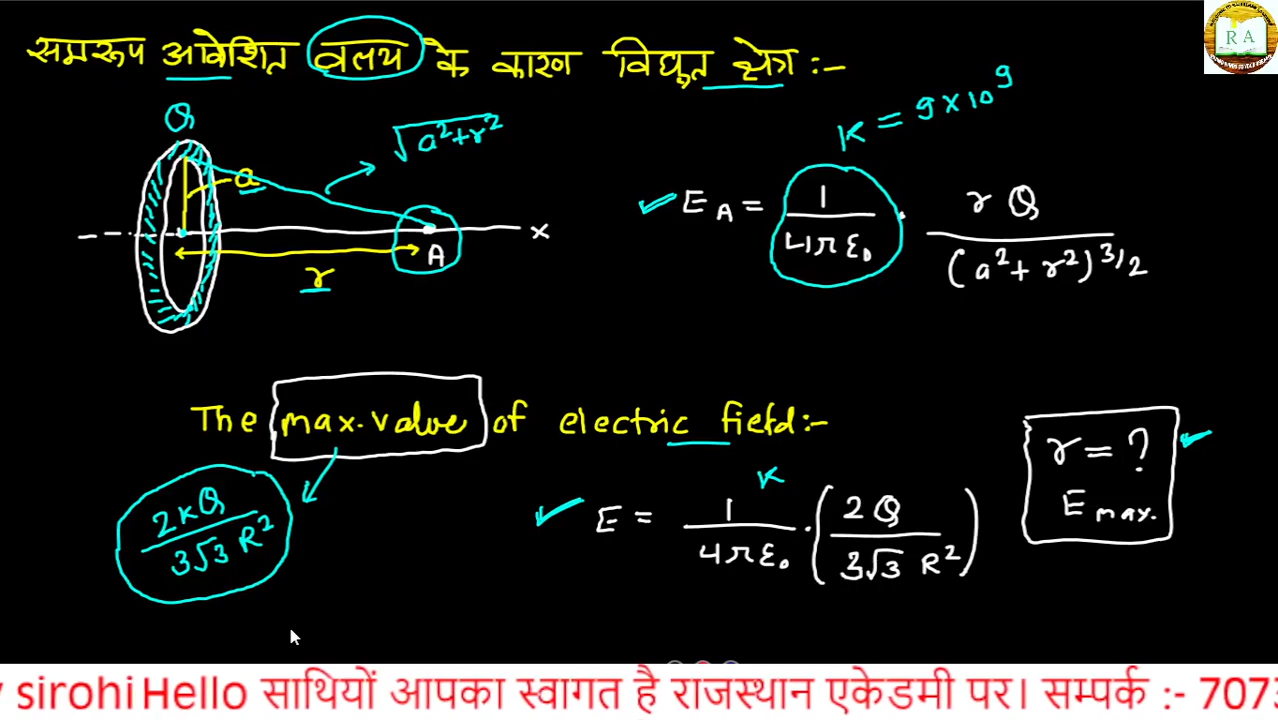 समरूप आवेशित वलय के कारण विद्युत क्षेत्र :-
R A
K = 9×10⁹
Q
√a²+r²
a
A
x
r
E_A = 1/4πε₀ . rQ/(a²+r²)^3/2
The max. value of electric field :-
r = ?
E max.
2KQ/3√3 R²
K
E = 1/4πε₀ . (2Q/3√3 R²)
sirohi Hello साथियों आपका स्वागत है राजस्थान एकेडमी पर। सम्पर्क :- 707